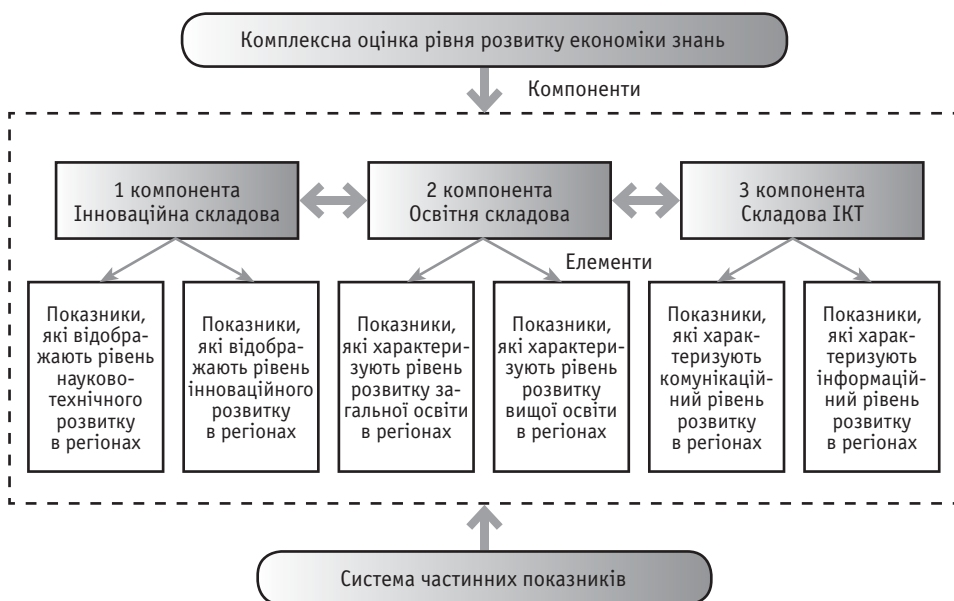 Комплексна оцінка рівня розвитку економіки знань
Компоненти
1 компонента
Інноваційна складова
2 компонента
Освітня складова
3 компонента
Складова ІКТ
Елементи
Показники,
які відобра-
жають рівень
науково-
технічного
розвитку
в регіонах
Показники,
які відобра-
жають рівень
інноваційного
розвитку
в регіонах
Показники,
які характери-
зують рівень
розвитку за-
гальної освіти
в регіонах
Показники,
які характери-
зують рівень
розвитку
вищої освіти
в регіонах
Показники,
які харак-
теризують
комунікацій-
ний рівень
розвитку
в регіонах
Показники,
які харак-
теризують
інформацій-
ний рівень
розвитку
в регіонах
Система частинних показників